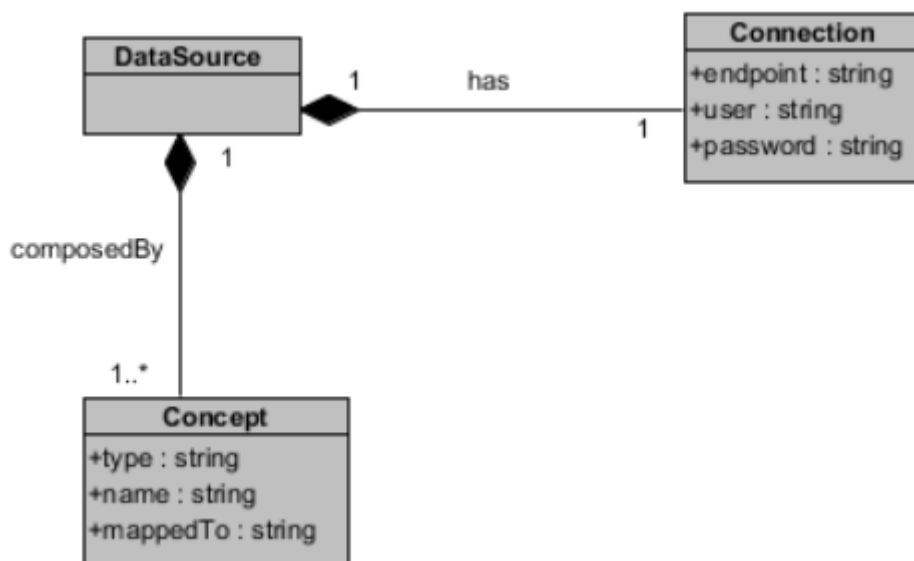 DataSource
Connection
+endpoint : string
+user : string
+password : string
1
has
1
1
composedBy
1..*
Concept
+type : string
+name : string
+mappedTo : string